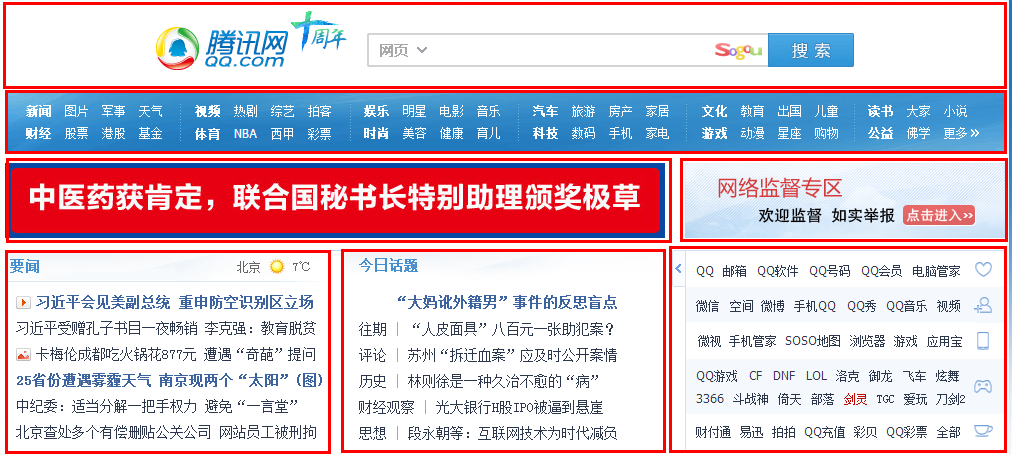 腾讯网 十周年
QQ.com
网页 Sogou 搜索
新闻 图片 军事 天气 视频 热剧 综艺 拍客 娱乐 明星 电影 音乐 汽车 旅游 房产 家居 文化 教育 出国 儿童 读书 大家 小说
财经 股票 港股 基金 体育 NBA 西甲 彩票 时尚 美容 健康 育儿 科技 数码 手机 家电 游戏 动漫 星座 购物 公益 佛学 更多»
中医药获肯定，联合国秘书长特别助理颁奖极草
网络监督专区
欢迎监督 如实举报 点击进入>>
要闻 北京 7℃
习近平会见美副总统 重申防空识别区立场
习近平受赠孔子书目一夜畅销 李克强：教育脱贫
卡梅伦成都吃火锅花877元 遭遇“奇葩”提问
25省份遭遇雾霾天气 南京现两个“太阳”(图)
中纪委：适当分解一把手权力 避免“一言堂”
北京查处多个有偿删贴公关公司 网站员工被刑拘
今日话题
“大妈讹外籍男”事件的反思盲点
往期 | “人皮面具”八百元一张助犯案？
评论 | 苏州“拆迁血案”应及时公开案情
历史 | 林则徐是一种久治不愈的“病”
财经观察 | 光大银行H股IPO被逼到悬崖
思想 | 段永朝等：互联网技术为时代减负
QQ 邮箱 QQ软件 QQ号码 QQ会员 电脑管家
微信 空间 微博 手机QQ QQ秀 QQ音乐 视频
微视 手机管家 SOSO地图 浏览器 游戏 应用宝
QQ游戏 CF DNF LOL 洛克 御龙 飞车 炫舞
3366 斗战神 倚天 部落 剑灵 TGC 爱玩 刀剑2
财付通 易迅 拍拍 QQ充值 彩贝 QQ彩票 全部